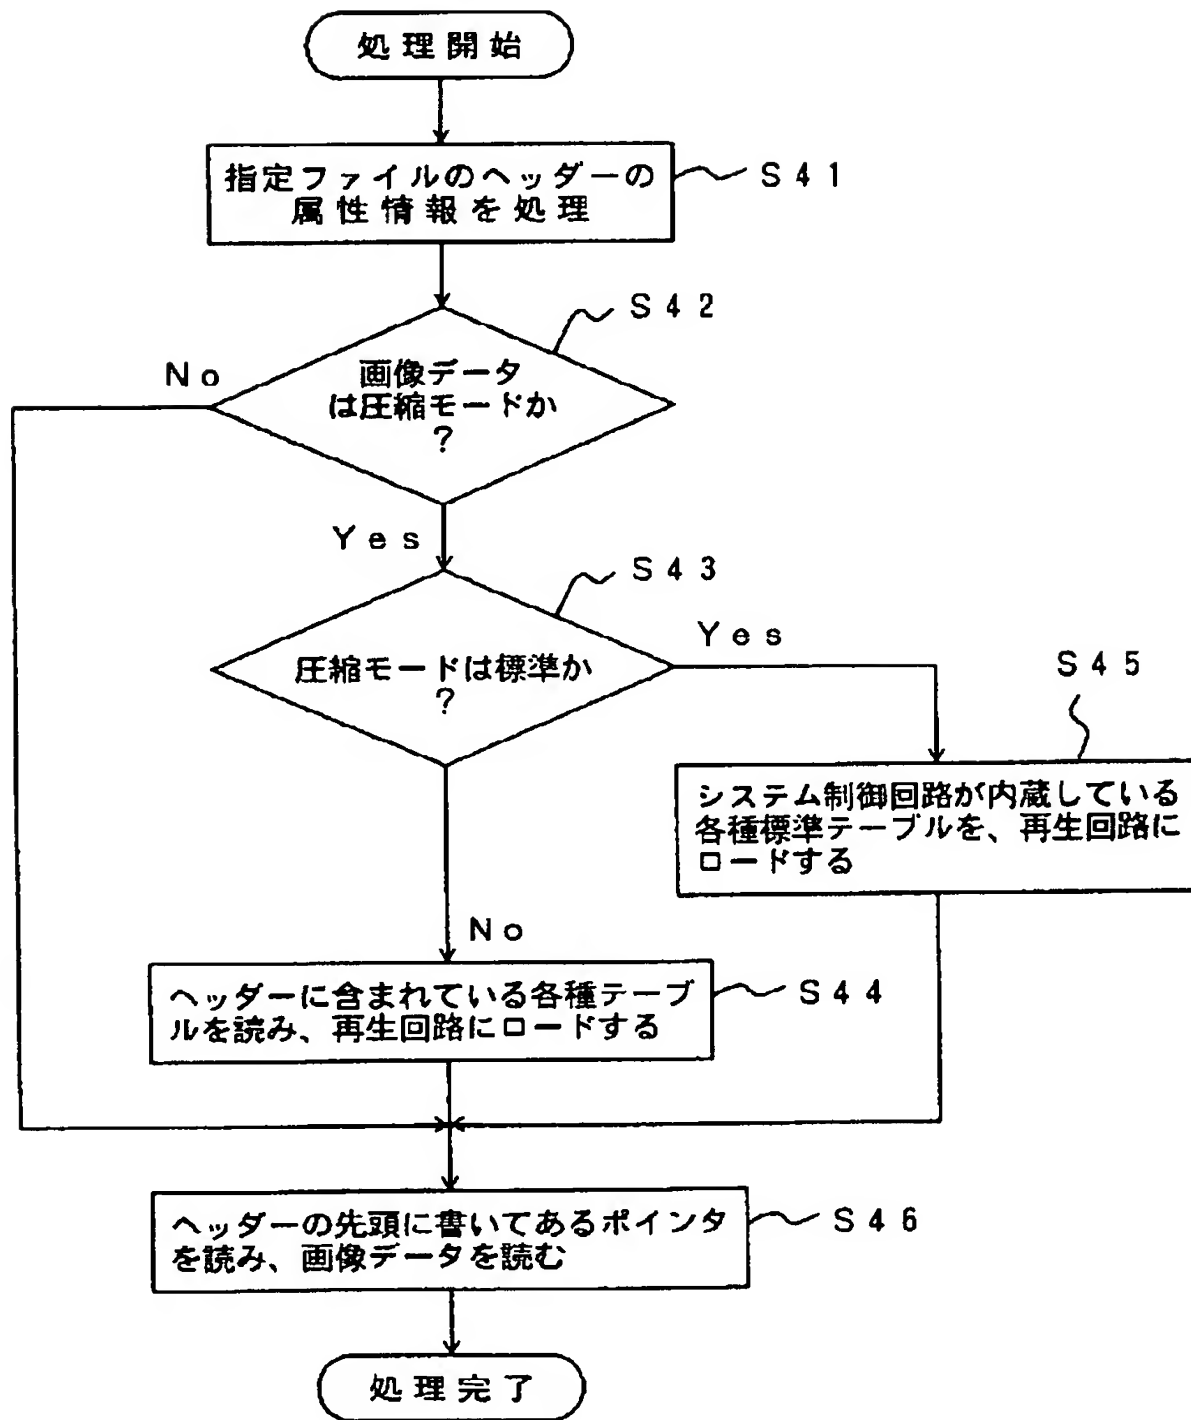 処理開始
指定ファイルのヘッダーの
属性情報を処理
S41
S42
No
画像データ
は圧縮モードか
?
Yes
S43
Yes
圧縮モードは標準か
?
S45
システム制御回路が内蔵している
各種標準テーブルを、再生回路に
ロードする
No
S44
ヘッダーに含まれている各種テーブ
ルを読み、再生回路にロードする
ヘッダーの先頭に書いてあるポインタ
を読み、画像データを読む
S46
処理完了